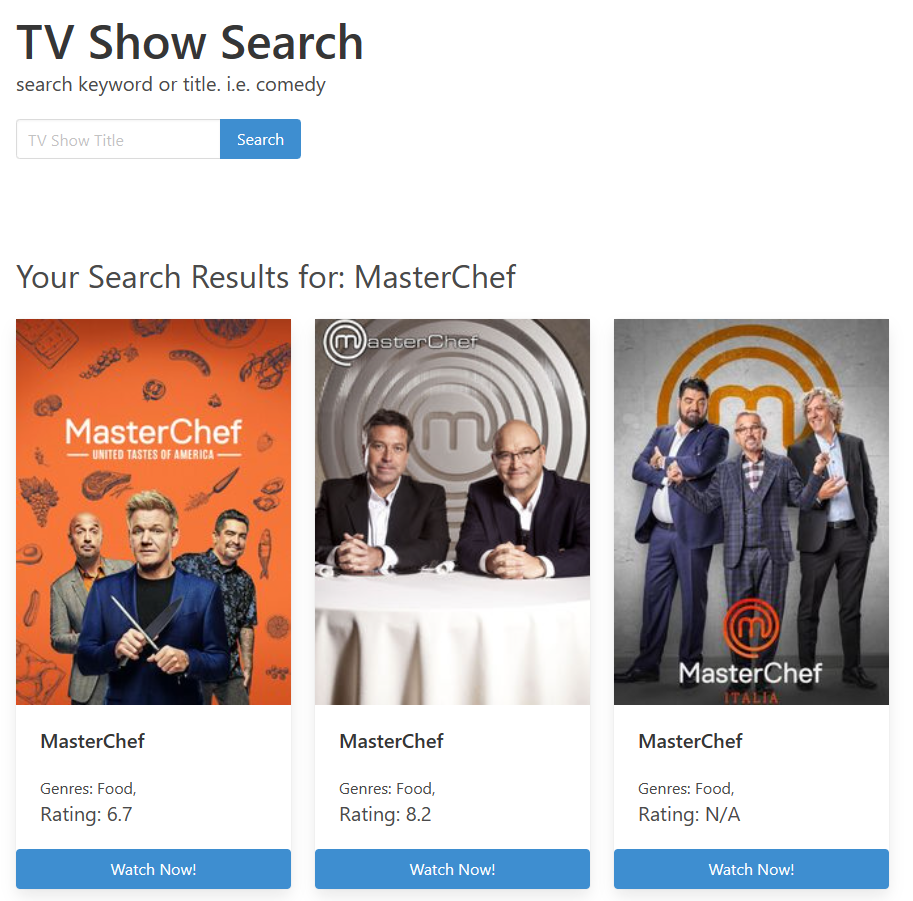 TV Show Search
search keyword or title. i.e. comedy
TV Show Title
Search
Your Search Results for: MasterChef
MasterChef
UNITED TASTES OF AMERICA
masterChef
m
m
m
MasterChef
ITALIA
MasterChef
Genres: Food,
Rating: 6.7
Watch Now!
MasterChef
Genres: Food,
Rating: 8.2
Watch Now!
MasterChef
Genres: Food,
Rating: N/A
Watch Now!